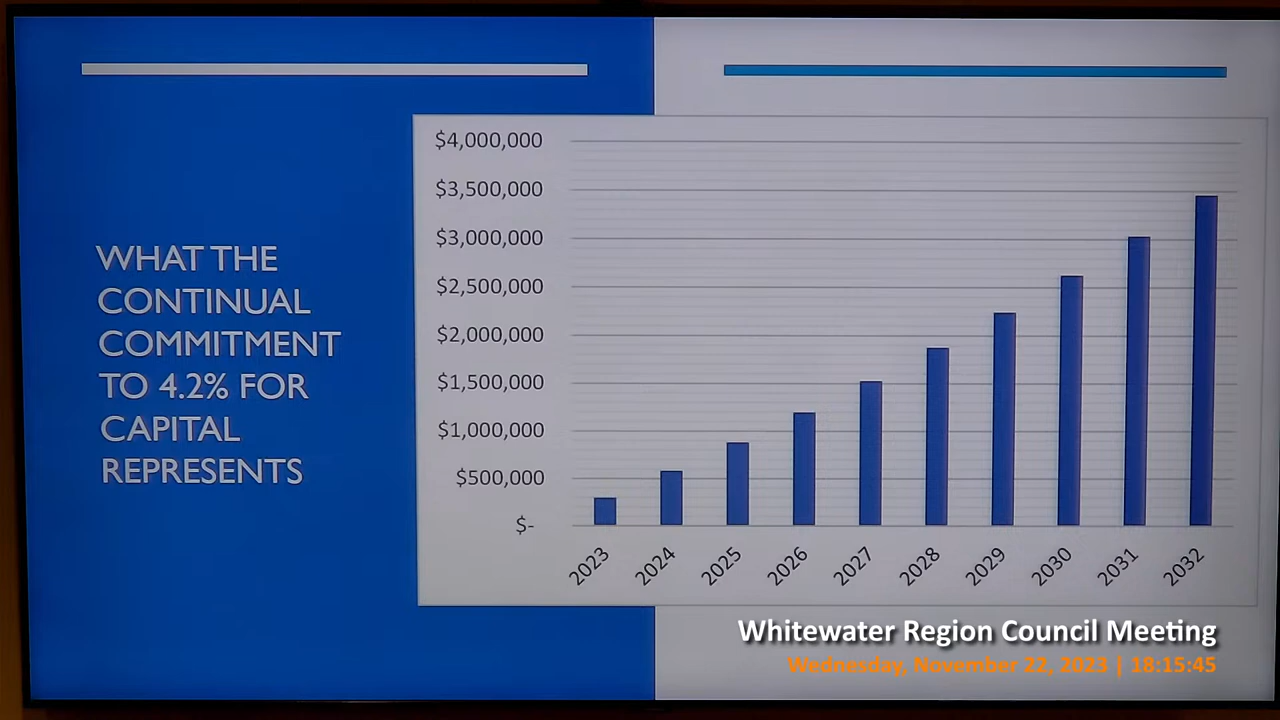 WHAT THE
CONTINUAL
COMMITMENT
TO 4.2% FOR
CAPITAL
REPRESENTS
$4,000,000
$3,500,000
$3,000,000
$2,500,000
$2,000,000
$1,500,000
$1,000,000
$500,000
$-
2023
2024
2025
2026
2027
2028
2029
2030
2031
2032
Whitewater Region Council Meeting
Wednesday, November 22, 2023 | 18:15:45